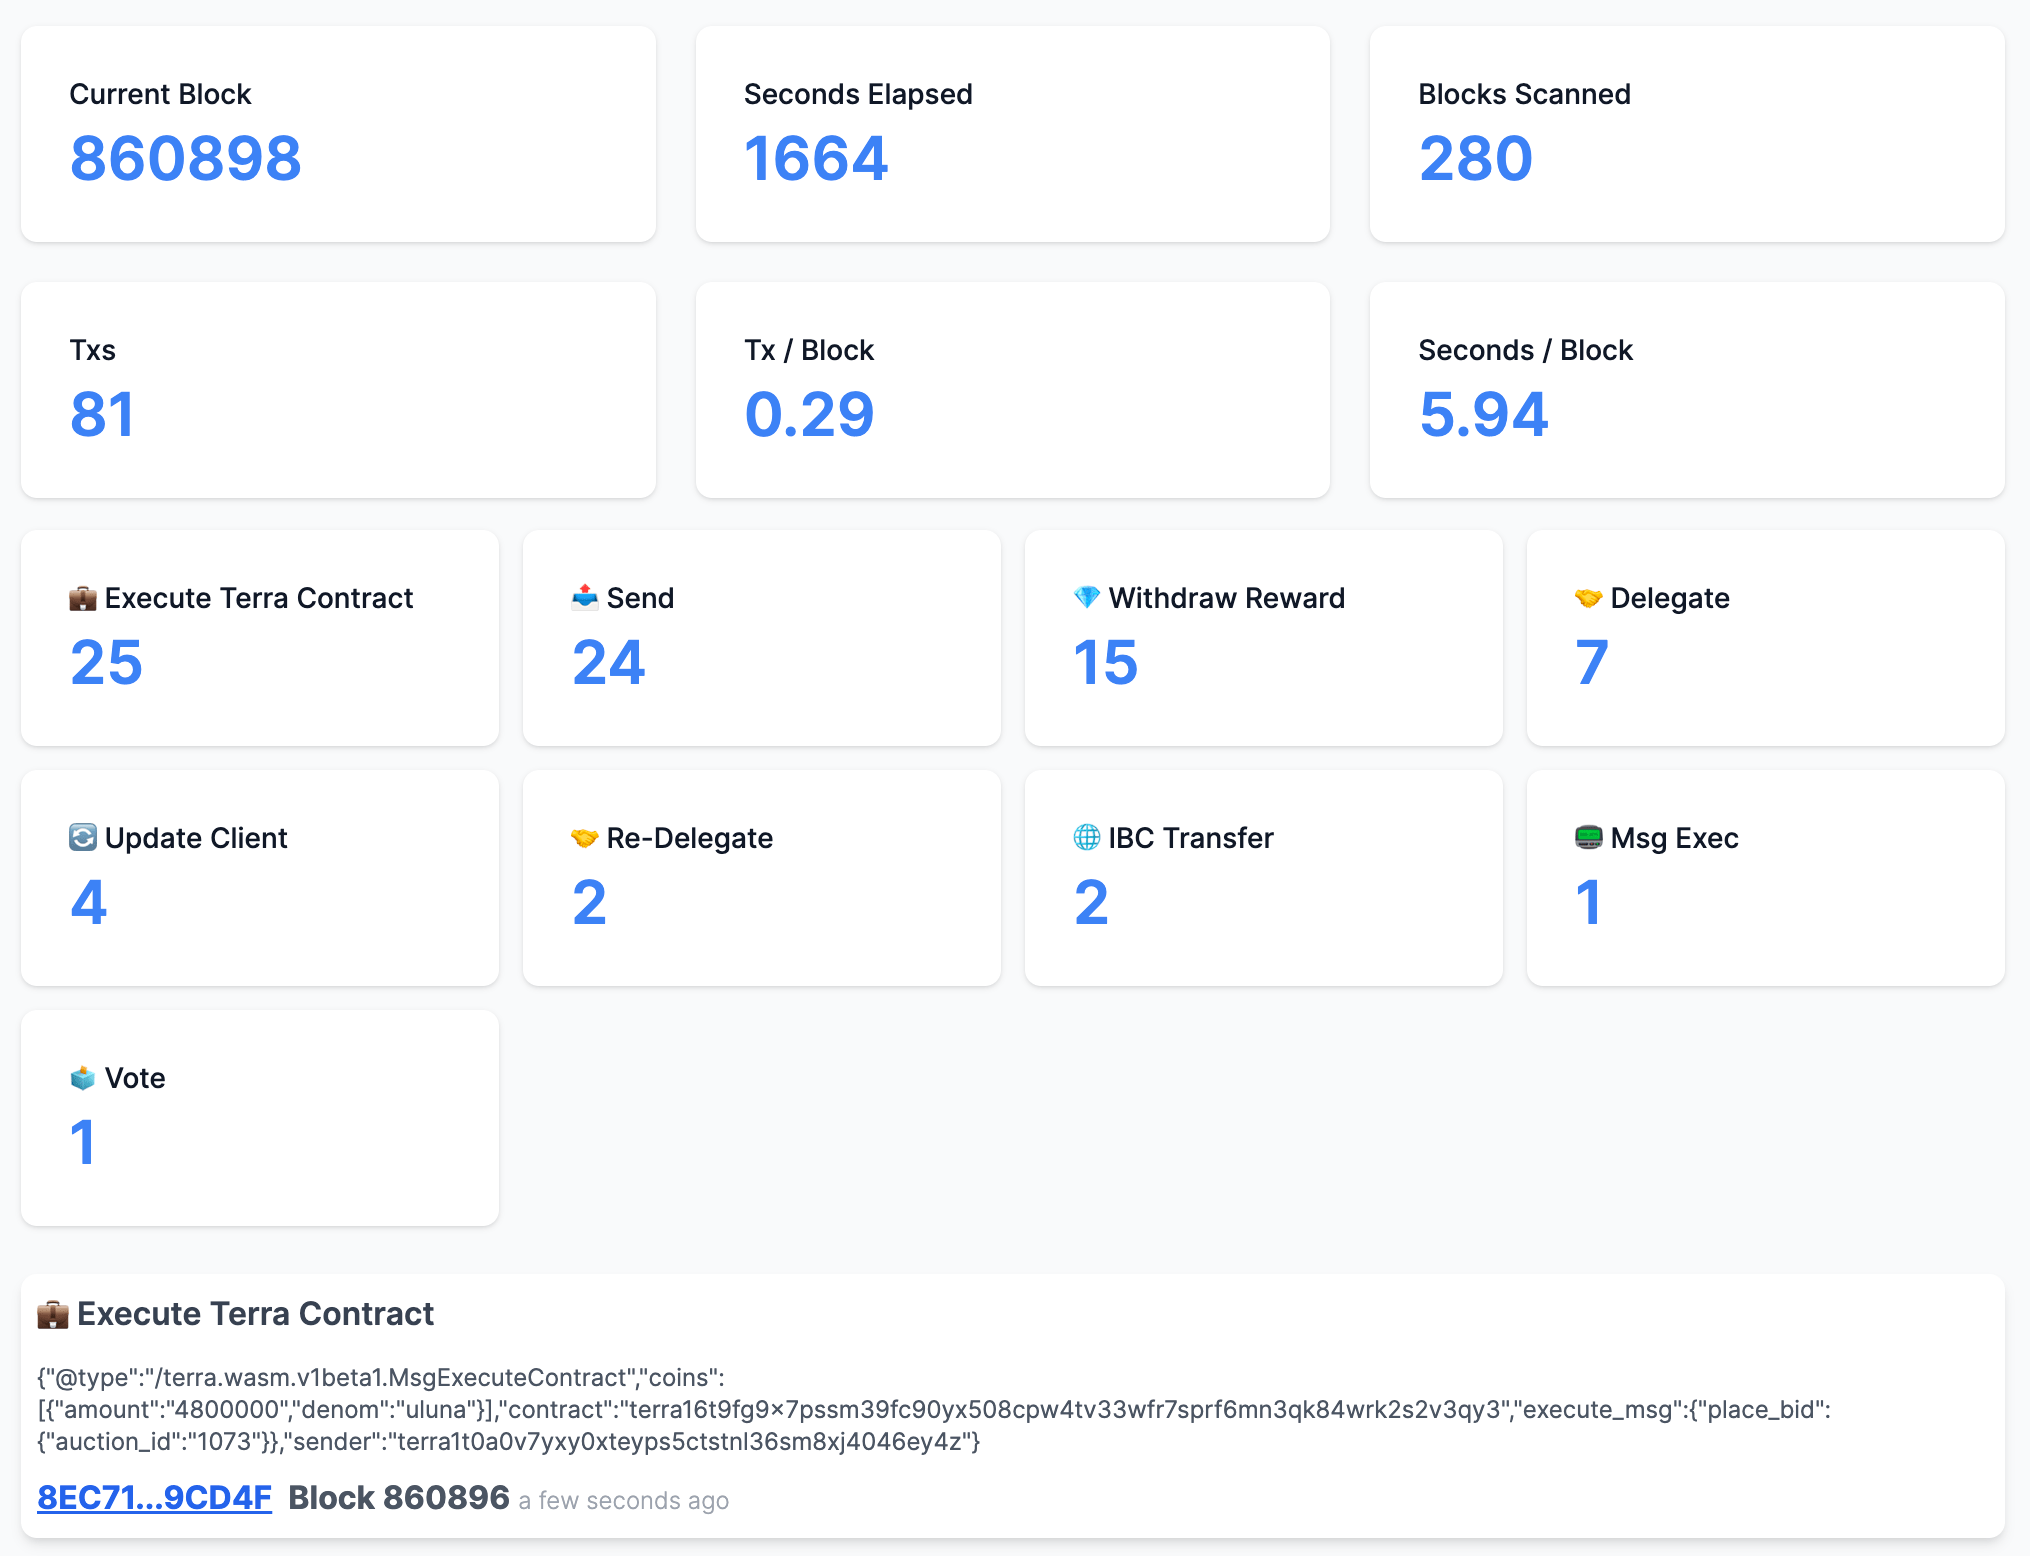 Current Block
860898
Seconds Elapsed
1664
Blocks Scanned
280
Txs
81
Tx / Block
0.29
Seconds / Block
5.94
💼 Execute Terra Contract
25
📤 Send
24
💎 Withdraw Reward
15
🤝 Delegate
7
🔄 Update Client
4
🤝 Re-Delegate
2
🌐 IBC Transfer
2
📟 Msg Exec
1
🗳 Vote
1
💼 Execute Terra Contract
{"@type":"/terra.wasm.v1beta1.MsgExecuteContract","coins":
[{"amount":"4800000","denom":"uluna"}],"contract":"terra16t9fg9x7pssm39fc90yx508cpw4tv33wfr7sprf6mn3qk84wrk2s2v3qy3","execute_msg":{"place_bid":
{"auction_id":"1073"}},"sender":"terra1t0a0v7yxy0xteyps5ctstnl36sm8xj4046ey4z"}
8EC71...9CD4F Block 860896 a few seconds ago